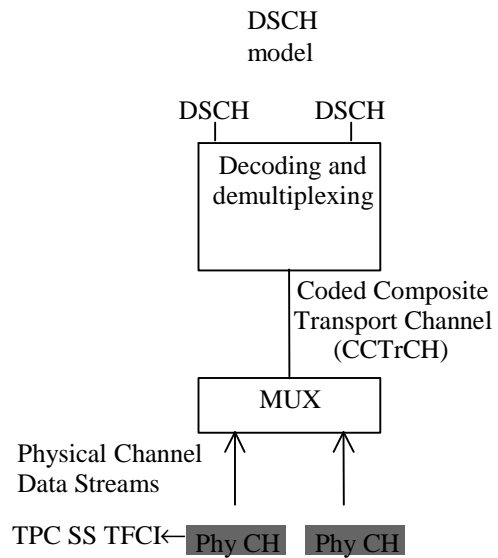 DSCH
model
DSCH DSCH
Decoding and
demultiplexing
Coded Composite
Transport Channel
(CCTrCH)
MUX
Physical Channel
Data Streams
TPC SS TFCI Phy CH Phy CH